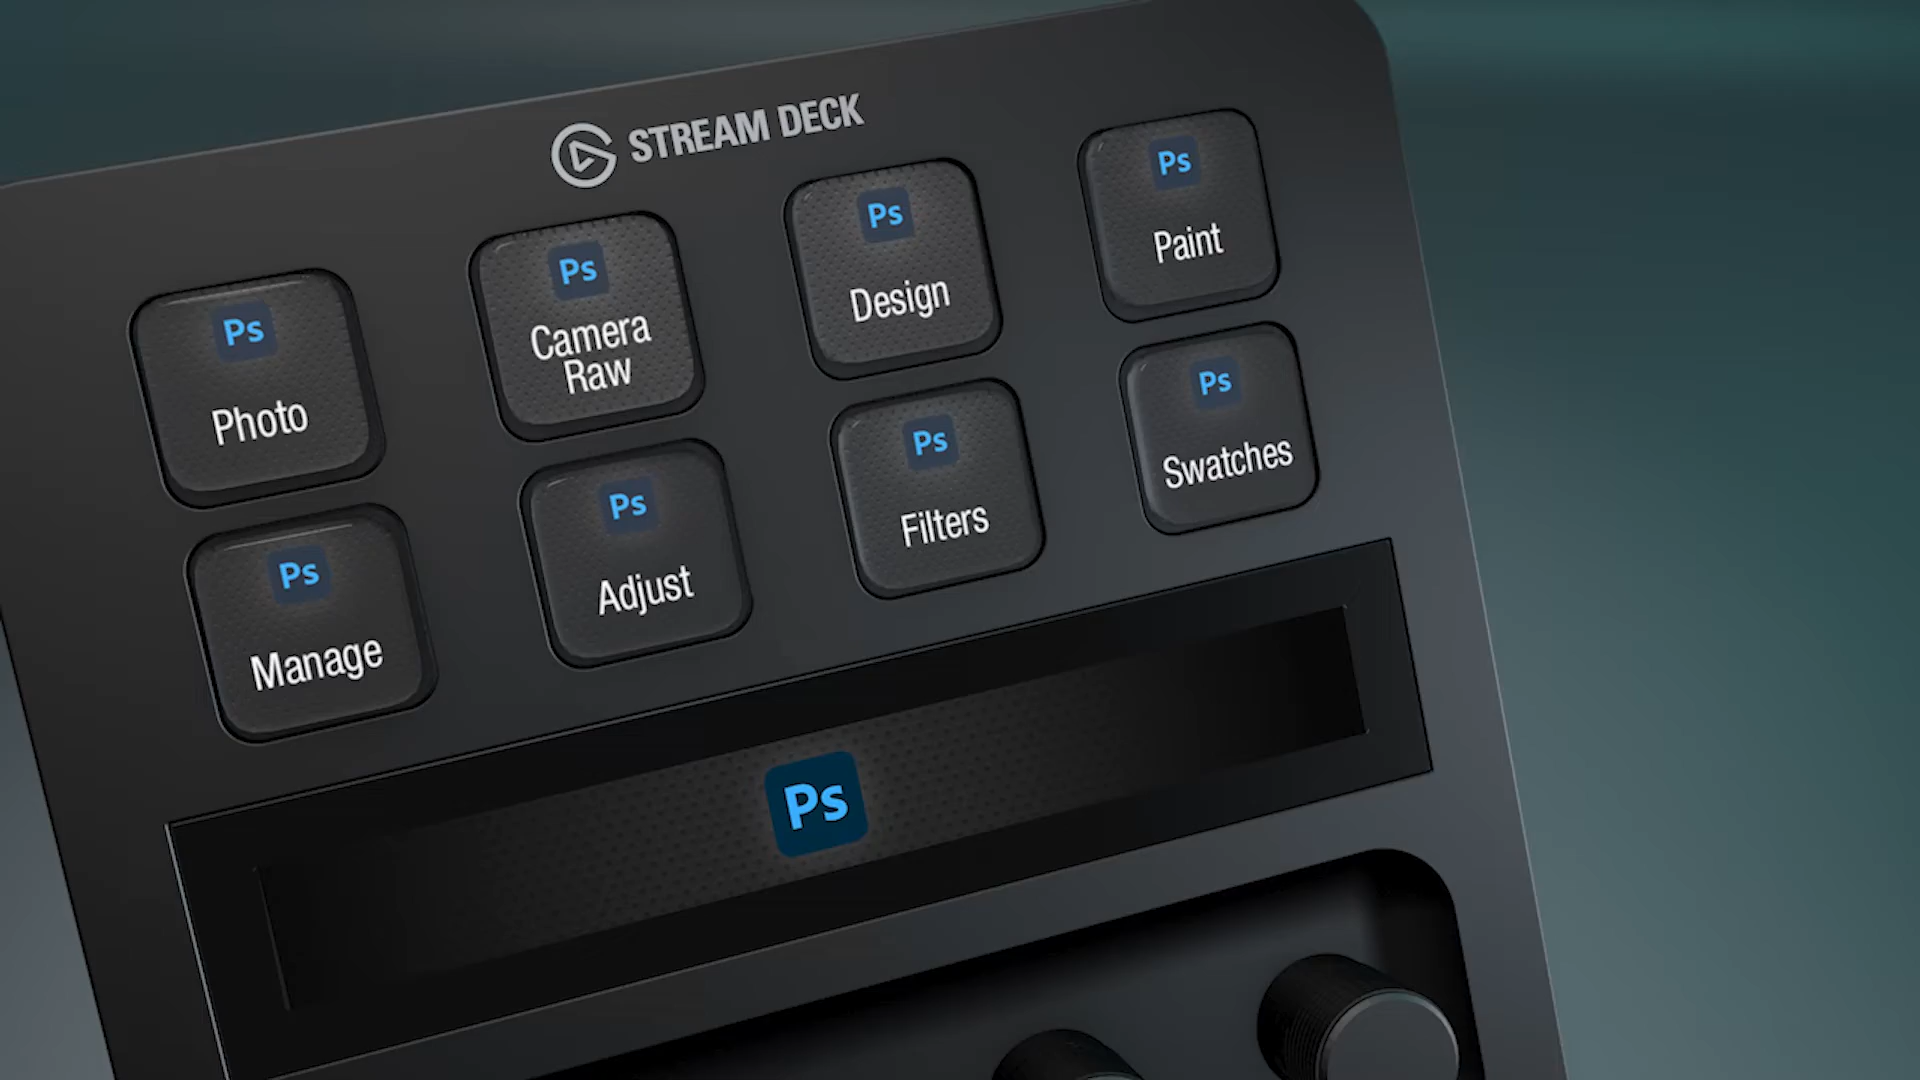 STREAM DECK
Ps
Photo
Ps
Camera
Raw
Ps
Design
Ps
Paint
Ps
Manage
Ps
Adjust
Ps
Filters
Ps
Swatches
Ps